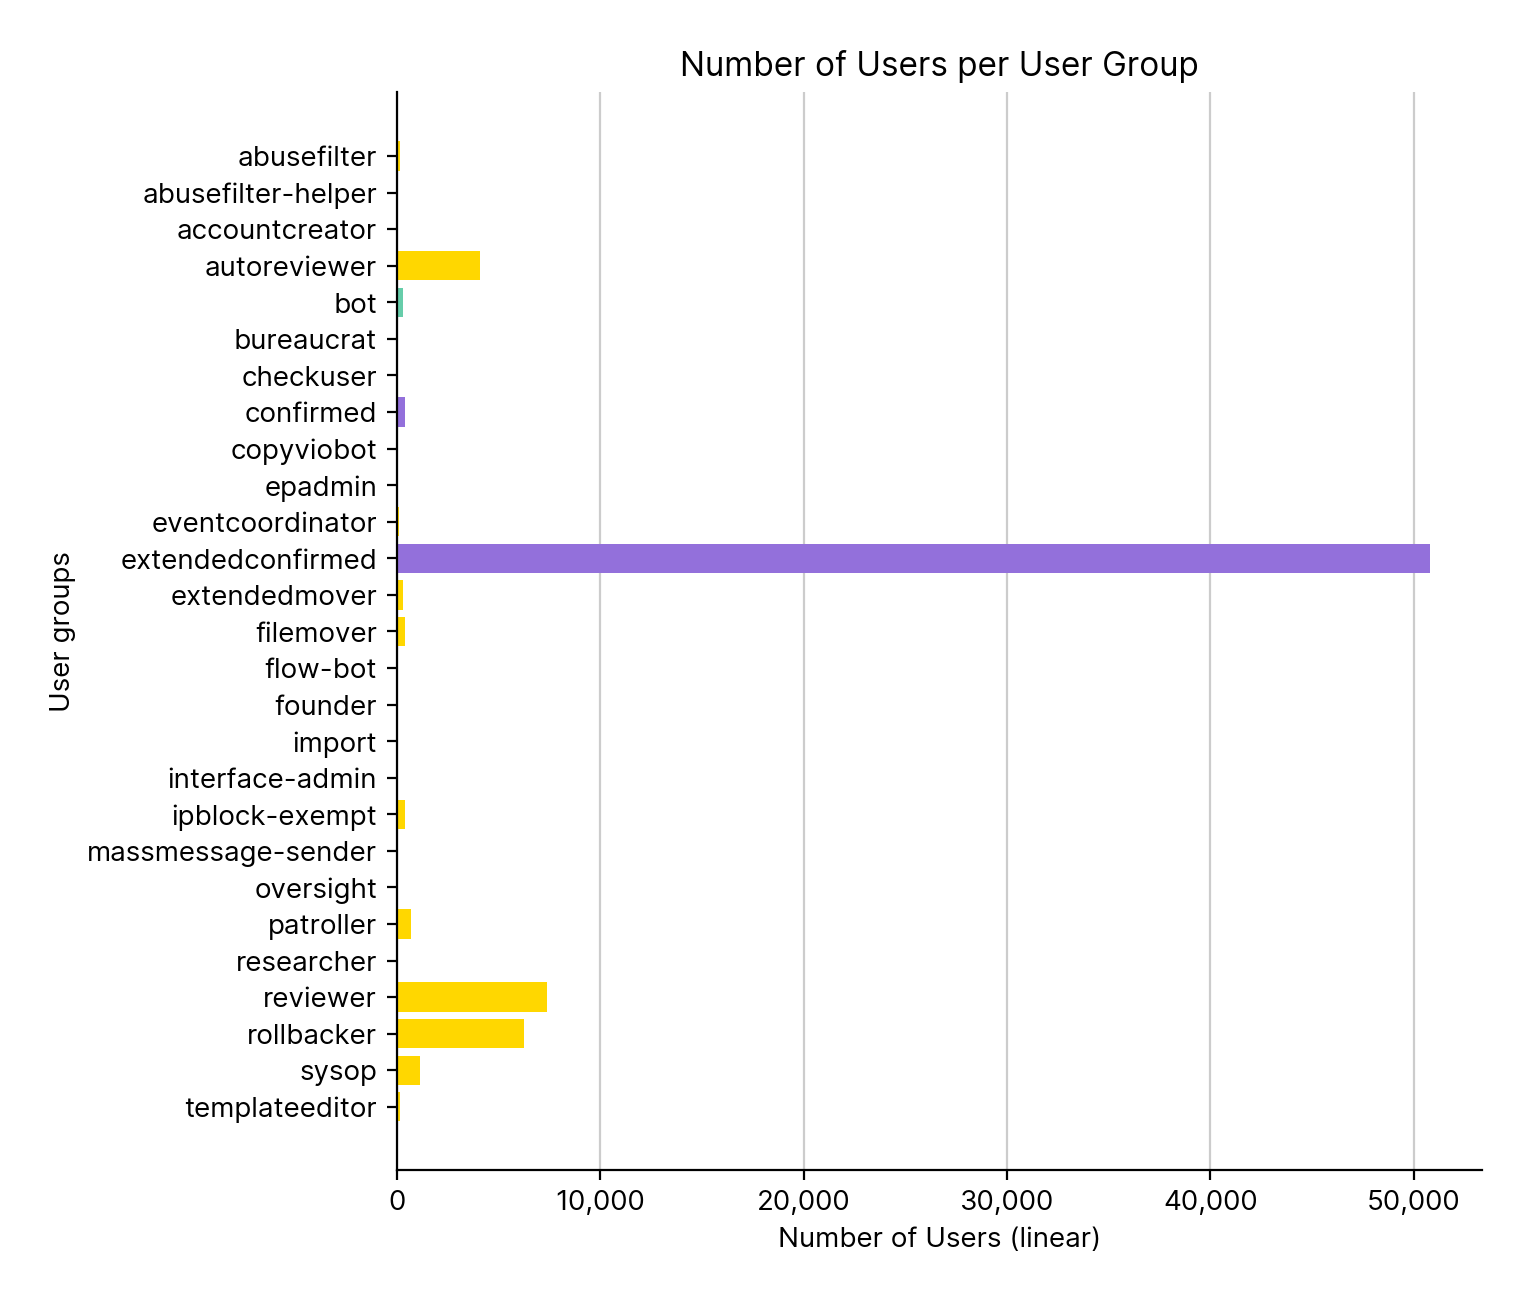 Number of Users per User Group
abusefilter
abusefilter-helper
accountcreator
autoreviewer
bot
bureaucrat
checkuser
confirmed
copyviobot
epadmin
eventcoordinator
extendedconfirmed
extendedmover
filemover
flow-bot
founder
import
interface-admin
ipblock-exempt
massmessage-sender
oversight
patroller
researcher
reviewer
rollbacker
sysop
templateeditor
User groups
0 10,000 20,000 30,000 40,000 50,000
Number of Users (linear)